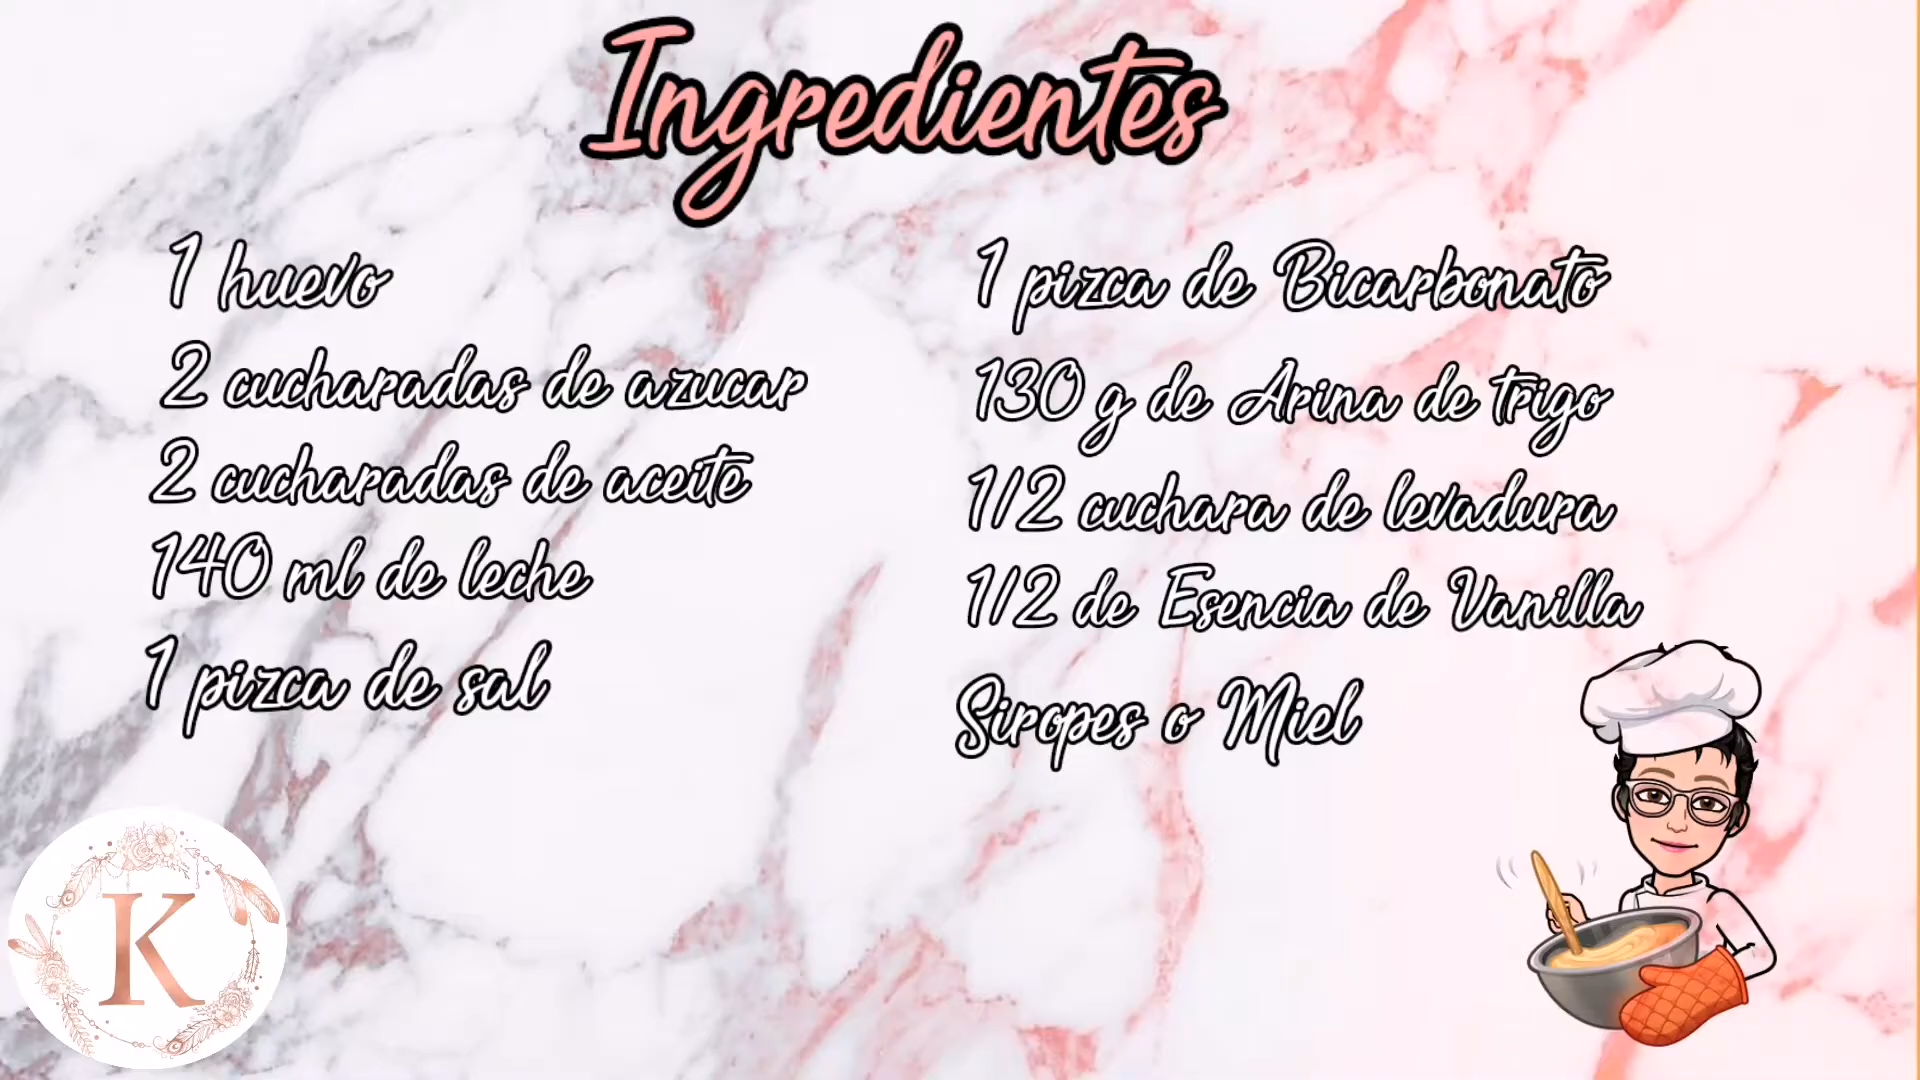 Ingredientes
1 huevo
2 cucharadas de azucar
2 cucharadas de aceite
140 ml de leche
1 pizca de sal
1 pizca de Bicarbonato
130 g de Arina de trigo
1/2 cuchara de levadura
1/2 de Esencia de Vanilla
Siropes o Miel
K